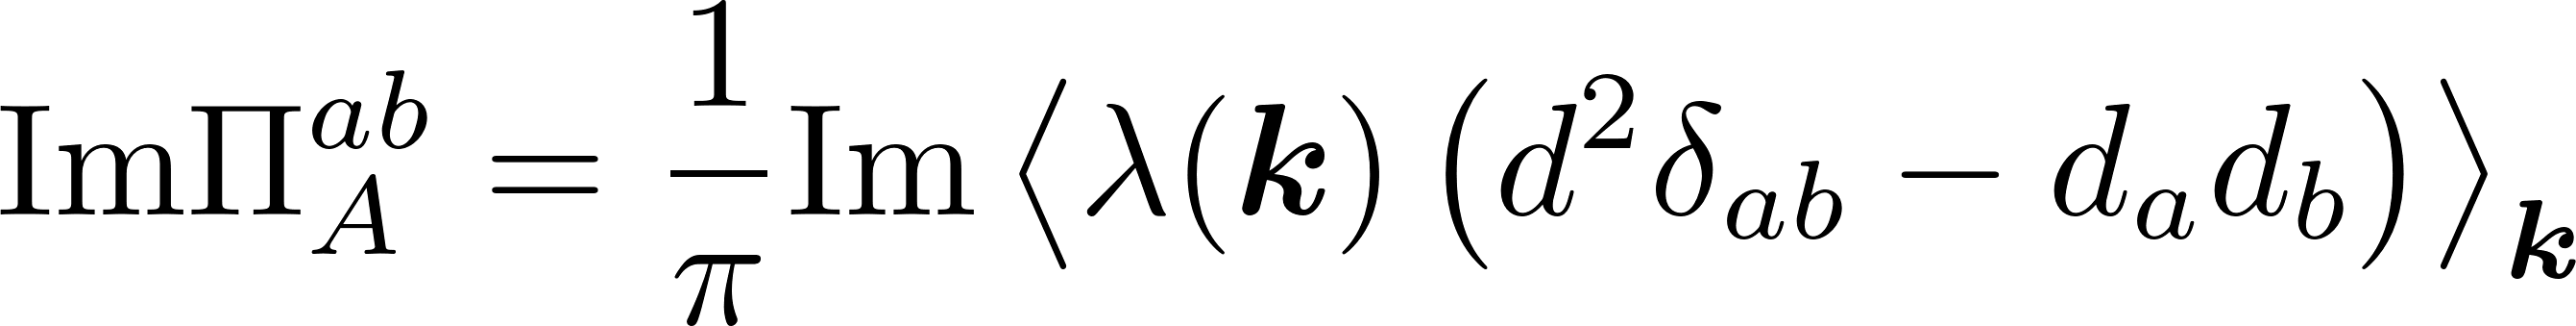 $\mathrm{Im}\Pi_A^{ab} = \frac{1}{\pi} \mathrm{Im} \left\langle \lambda(\boldsymbol{k}) \left( d^2 \delta_{ab} - d_a d_b \right) \right\rangle_{\boldsymbol{k}}$